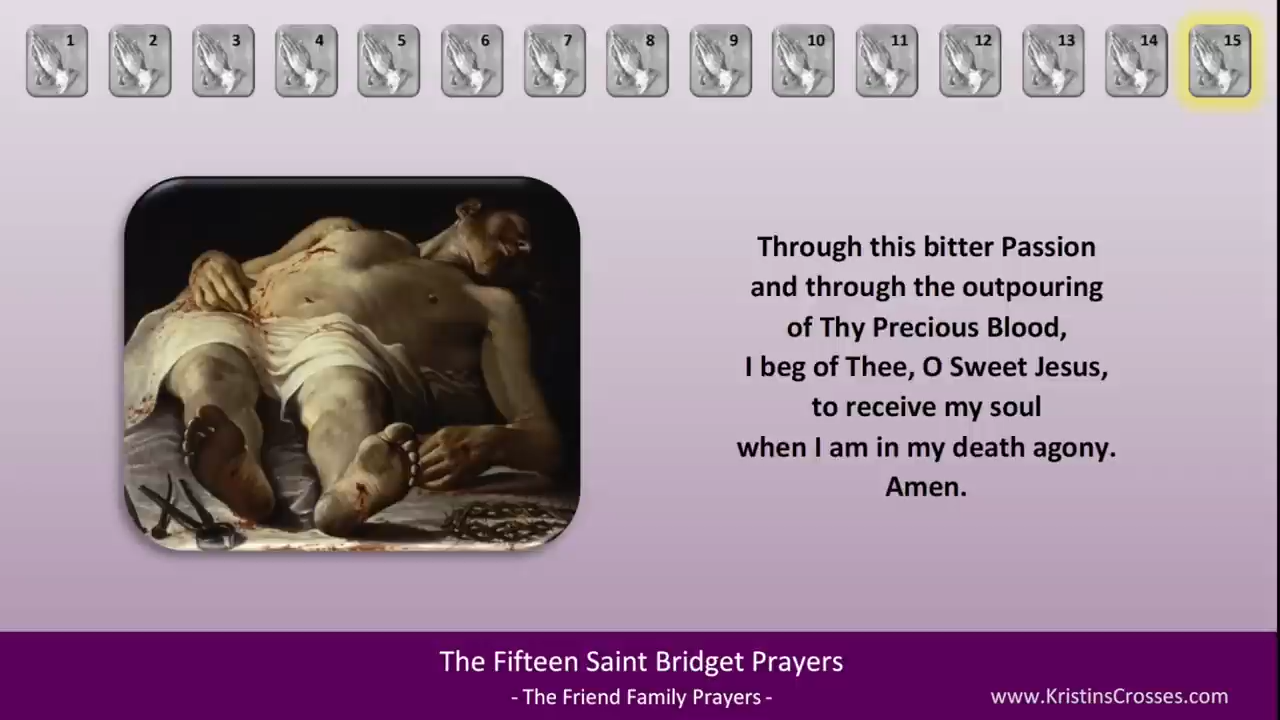 1 2 3 4 5 6 7 8 9 10 11 12 13 14 15
Through this bitter Passion
and through the outpouring
of Thy Precious Blood,
I beg of Thee, O Sweet Jesus,
to receive my soul
when I am in my death agony.
Amen.
The Fifteen Saint Bridget Prayers
- The Friend Family Prayers -
www.KristinsCrosses.com